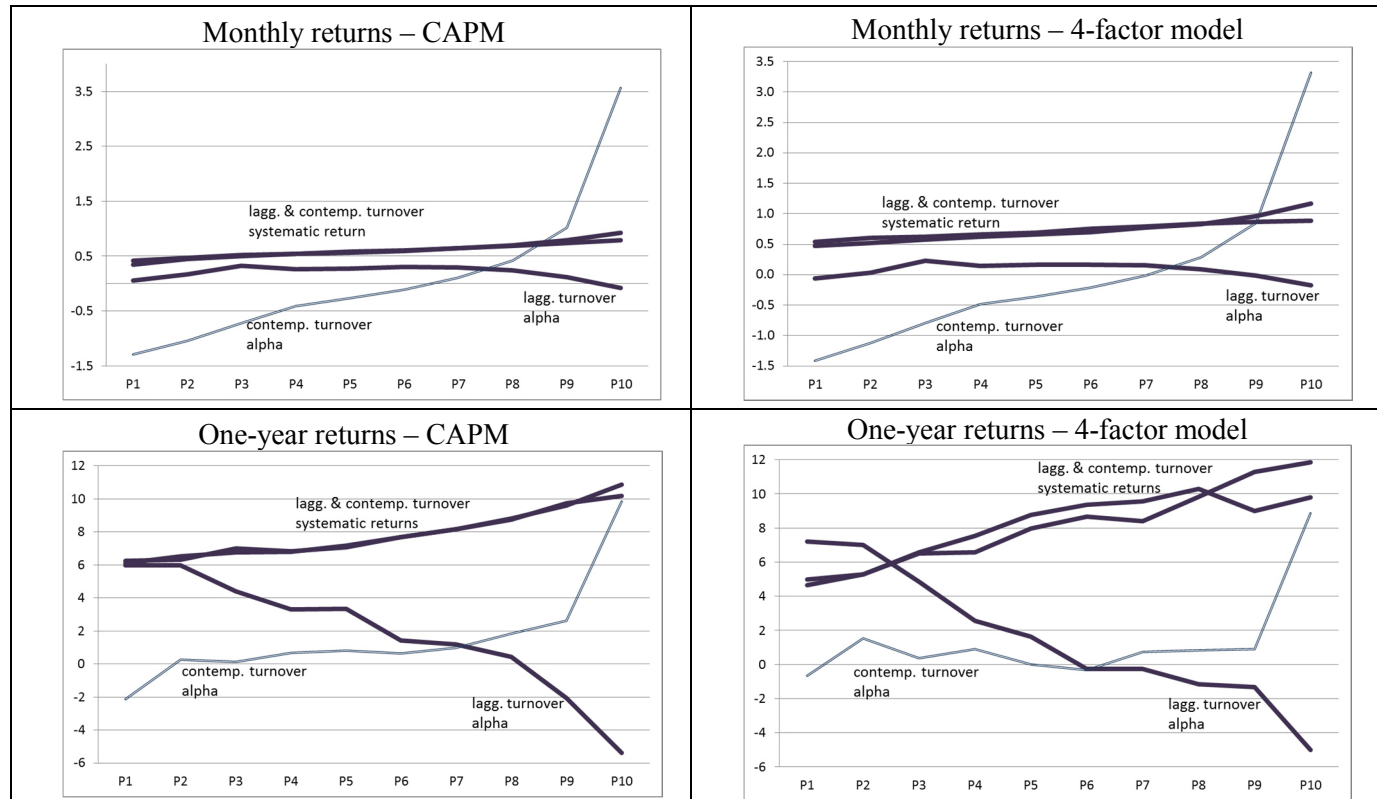 Monthly returns – CAPM
3.5
2.5
1.5
0.5
-0.5
-1.5
lagg. & contemp. turnover
systematic return
lagg. turnover
alpha
contemp. turnover
alpha
P1 P2 P3 P4 P5 P6 P7 P8 P9 P10
Monthly returns – 4-factor model
3.5
3.0
2.5
2.0
1.5
1.0
0.5
0.0
-0.5
-1.0
-1.5
lagg. & contemp. turnover
systematic return
lagg. turnover
alpha
contemp. turnover
alpha
P1 P2 P3 P4 P5 P6 P7 P8 P9 P10
One-year returns – CAPM
12
10
8
6
4
2
0
-2
-4
-6
lagg. & contemp. turnover
systematic returns
contemp. turnover
alpha
lagg. turnover
alpha
P1 P2 P3 P4 P5 P6 P7 P8 P9 P10
One-year returns – 4-factor model
12
10
8
6
4
2
0
-2
-4
-6
lagg. & contemp. turnover
systematic returns
contemp. turnover
alpha
lagg. turnover
alpha
P1 P2 P3 P4 P5 P6 P7 P8 P9 P10